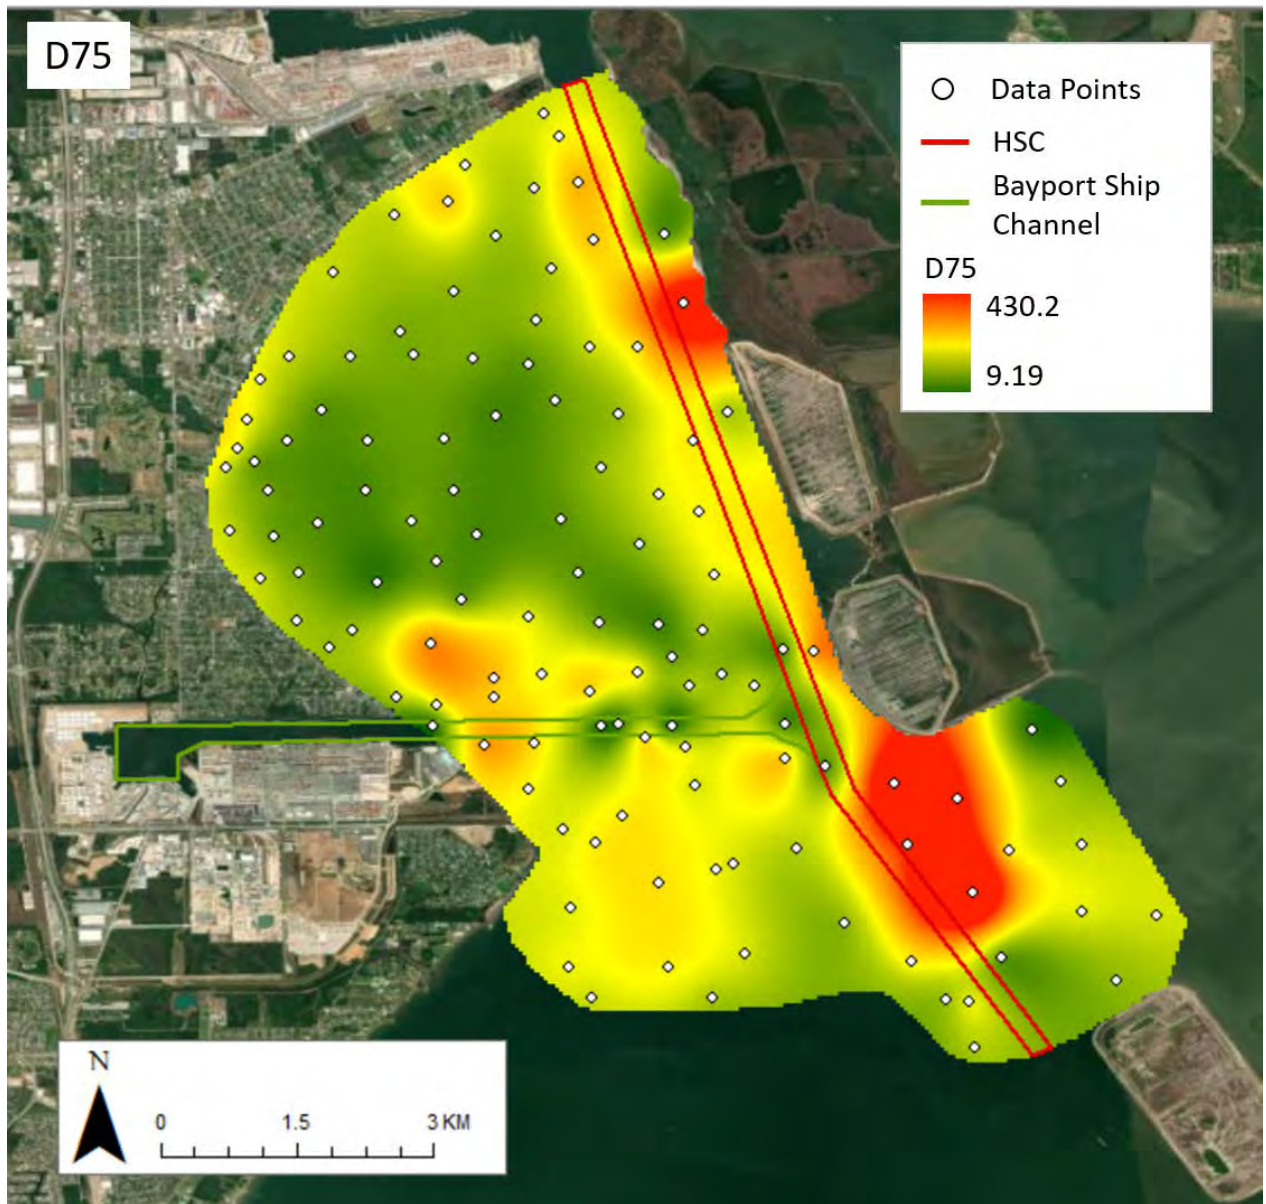 D75
Data Points
HSC
Bayport Ship
Channel
D75
430.2
9.19
N
0 1.5 3 KM